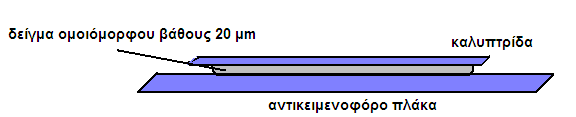 δείγμα ομοιόμορφου βάθους 20 μm
καλυπτρίδα
αντικειμενοφόρο πλάκα